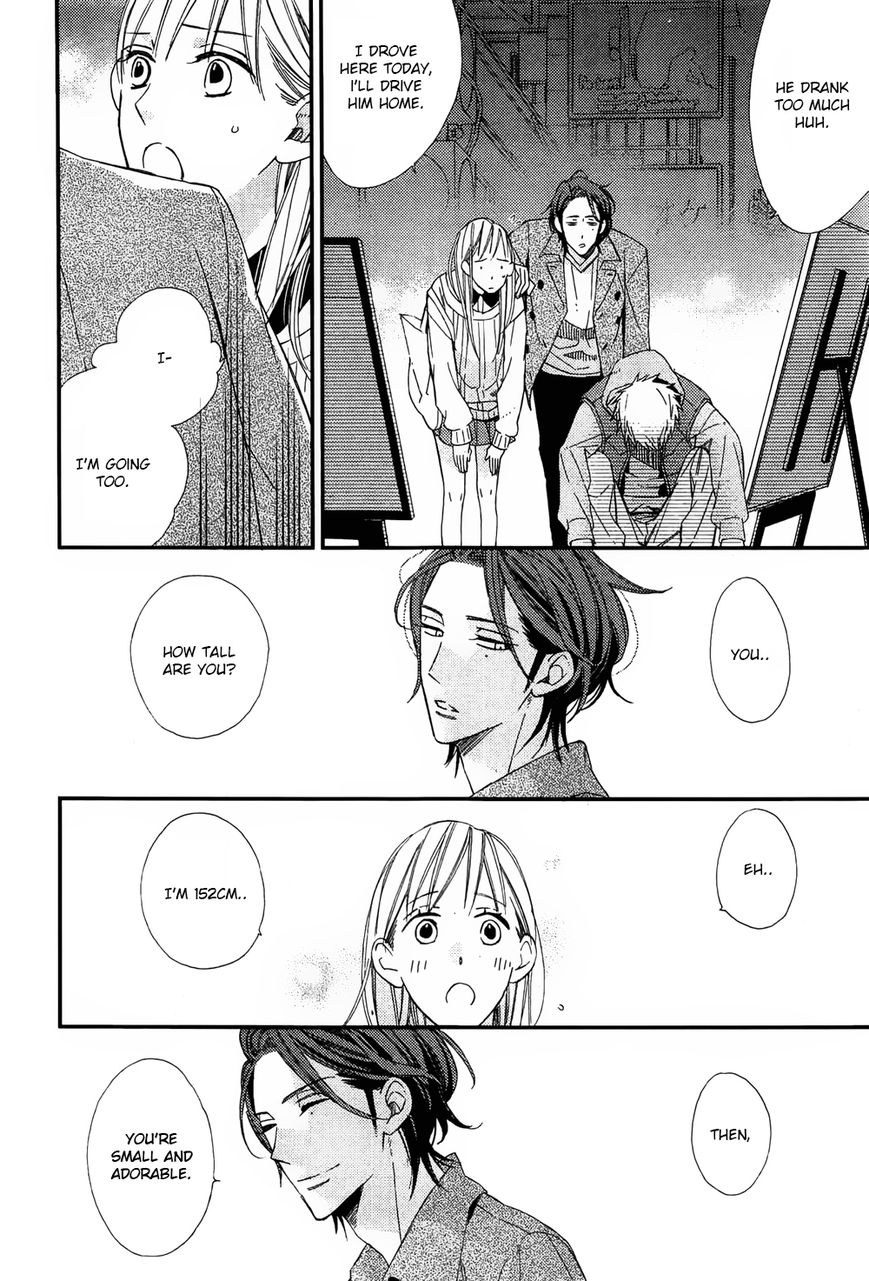 HE DRANK
TOO MUCH
HUH.
I DROVE
HERE TODAY,
I'LL DRIVE
HIM HOME.
I-
I'M GOING
TOO.
YOU..
HOW TALL
ARE YOU?
EH..
I'M 152CM..
THEN,
YOU'RE
SMALL AND
ADORABLE.